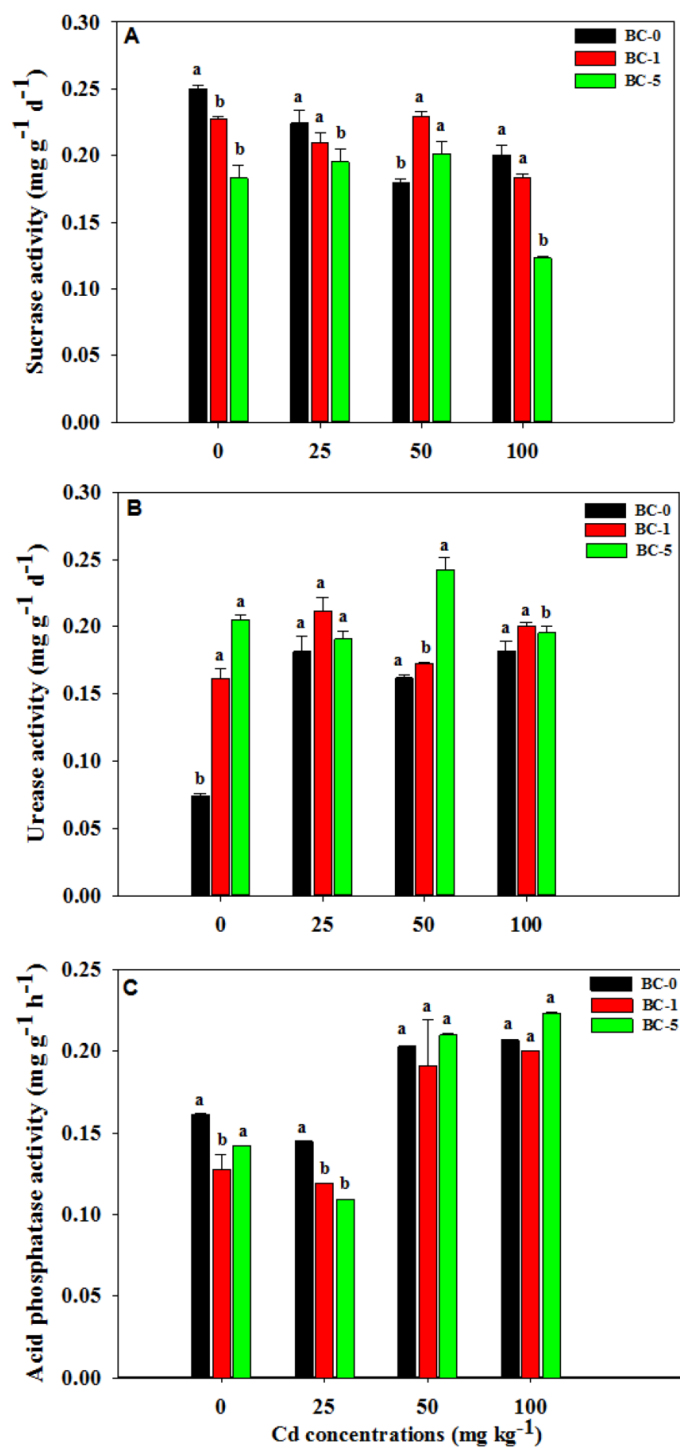 A
BC-0
BC-1
BC-5
Sucrase activity (mg g⁻¹ d⁻¹)
0.30
0.25
0.20
0.15
0.10
0.05
0.00
a b b a a b b a a a a b
0 25 50 100
B
BC-0
BC-1
BC-5
Urease activity (mg g⁻¹ d⁻¹)
0.30
0.25
0.20
0.15
0.10
0.05
0.00
b a a a a a a b a a a b
0 25 50 100
C
BC-0
BC-1
BC-5
Acid phosphatase activity (mg g⁻¹ h⁻¹)
0.25
0.20
0.15
0.10
0.05
0.00
a b a a b b a a a a a a
0 25 50 100
Cd concentrations (mg kg⁻¹)